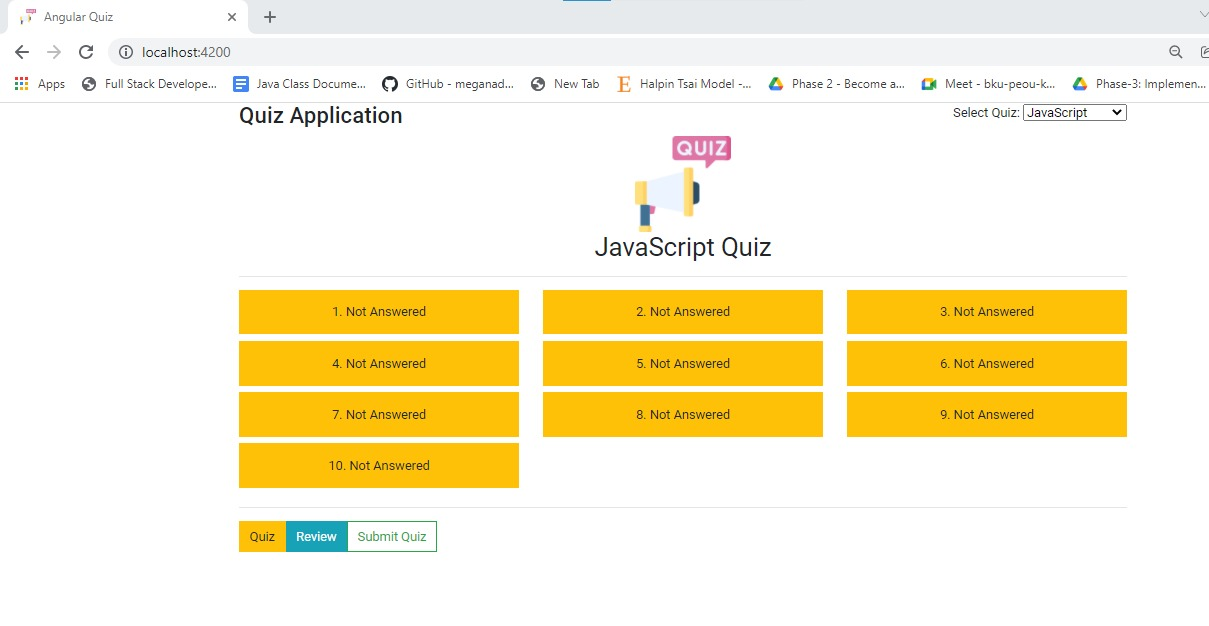 Angular Quiz
localhost:4200
Apps Full Stack Develope... Java Class Docume... GitHub - meganad... New Tab Halpin Tsai Model -... Phase 2 - Become a... Meet - bku-peou-k... Phase-3: Implemen...
Quiz Application Select Quiz: JavaScript
QUIZ
JavaScript Quiz
1. Not Answered 2. Not Answered 3. Not Answered
4. Not Answered 5. Not Answered 6. Not Answered
7. Not Answered 8. Not Answered 9. Not Answered
10. Not Answered
Quiz Review Submit Quiz